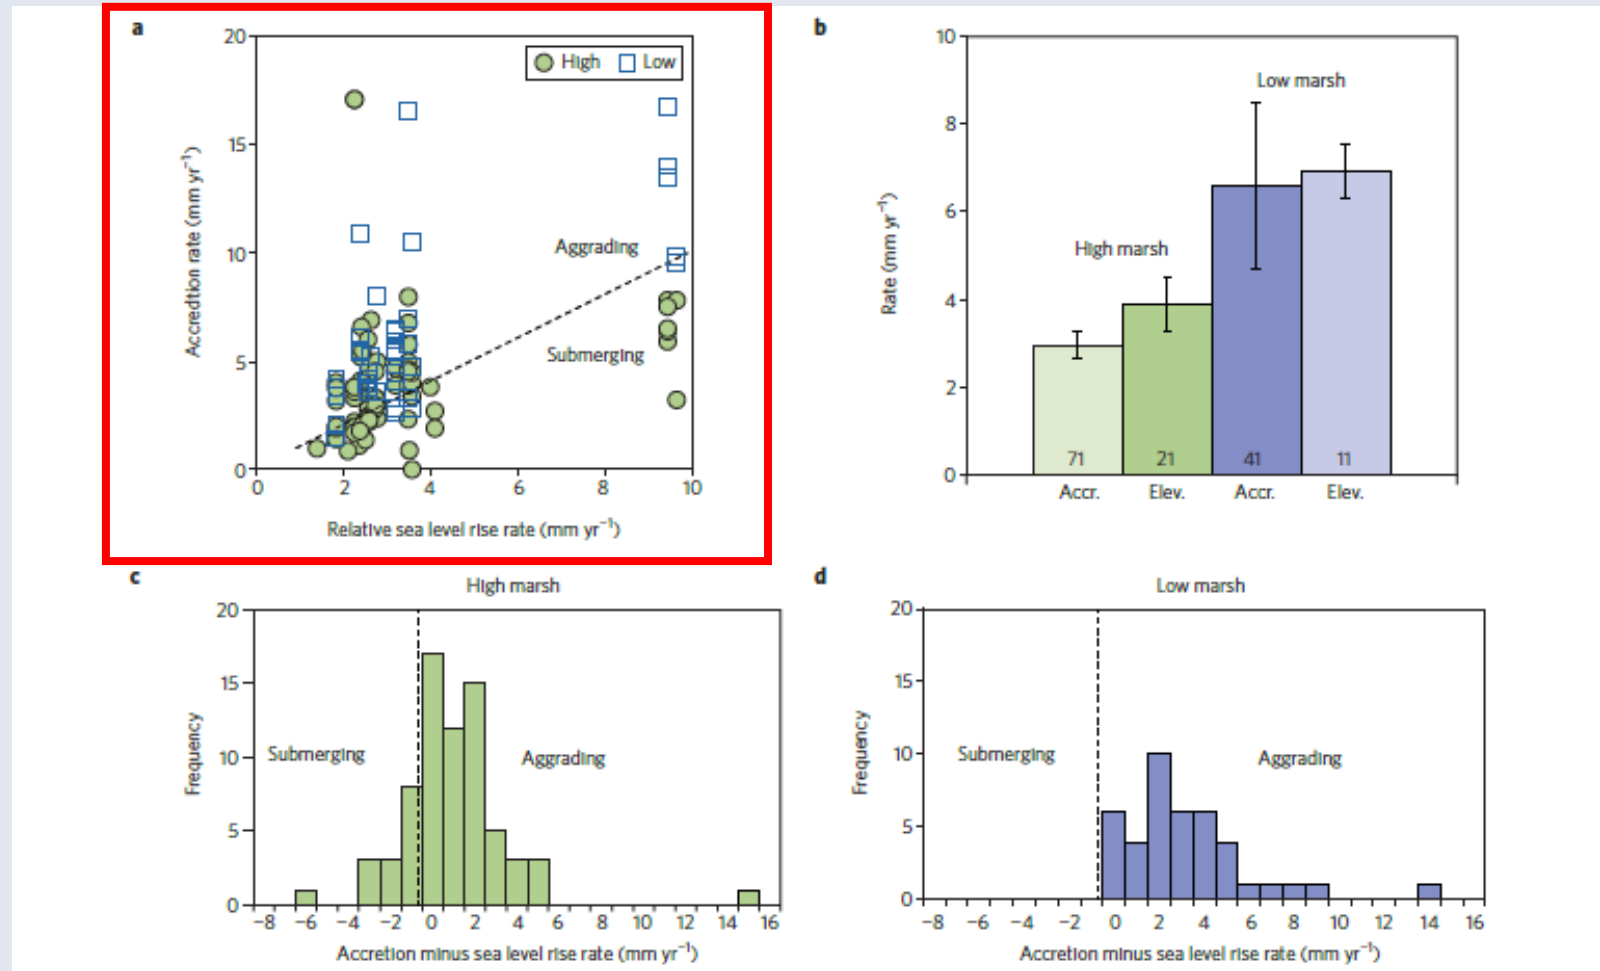 a
20
High Low
15
Accredtion rate (mm yr⁻¹)
10
Aggrading
Submerging
5
0
0 2 4 6 8 10
Relative sea level rise rate (mm yr⁻¹)
b
10
Low marsh
8
6
Rate (mm yr⁻¹)
High marsh
4
2
71 21 41 11
0
Accr. Elev. Accr. Elev.
c
High marsh
20
15
Frequency
10
Submerging Aggrading
5
0
−8 −6 −4 −2 0 2 4 6 8 10 12 14 16
Accretion minus sea level rise rate (mm yr⁻¹)
d
Low marsh
20
15
Frequency
10
Submerging Aggrading
5
0
−8 −6 −4 −2 0 2 4 6 8 10 12 14 16
Accretion minus sea level rise rate (mm yr⁻¹)